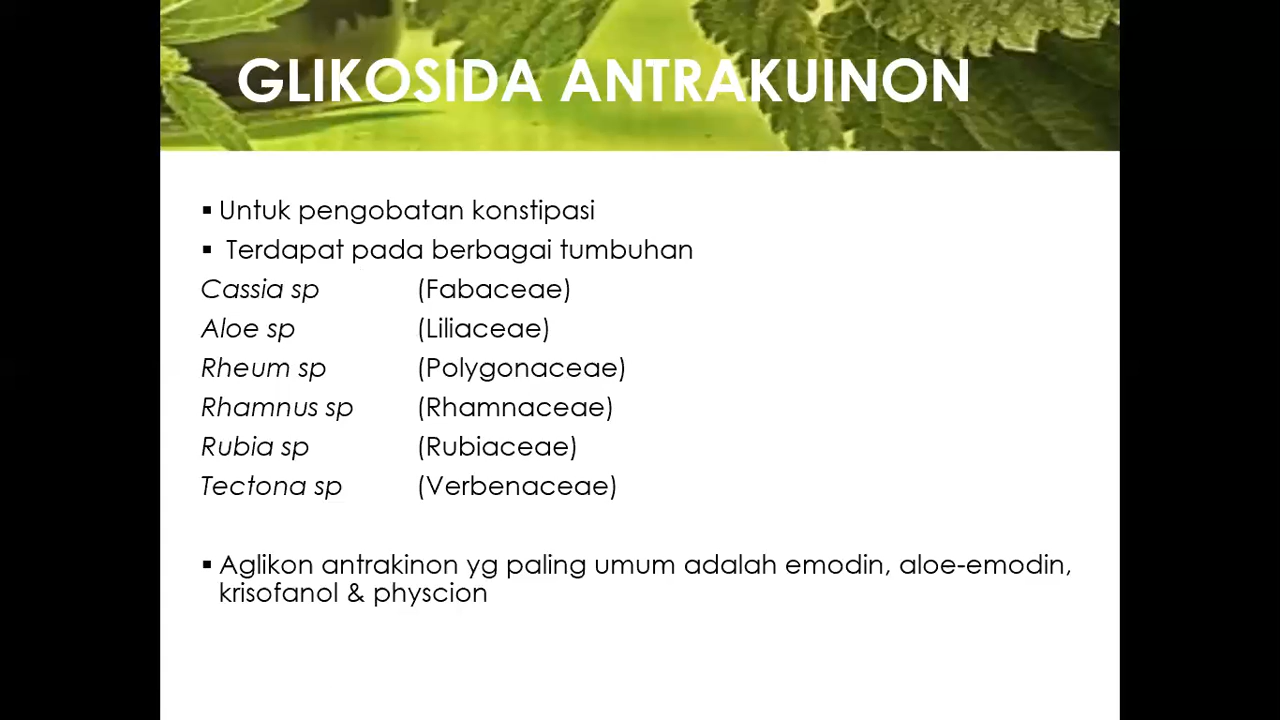 GLIKOSIDA ANTRAKUINON
▪ Untuk pengobatan konstipasi
▪ Terdapat pada berbagai tumbuhan
Cassia sp (Fabaceae)
Aloe sp (Liliaceae)
Rheum sp (Polygonaceae)
Rhamnus sp (Rhamnaceae)
Rubia sp (Rubiaceae)
Tectona sp (Verbenaceae)
▪ Aglikon antrakinon yg paling umum adalah emodin, aloe-emodin,
krisofanol & physcion